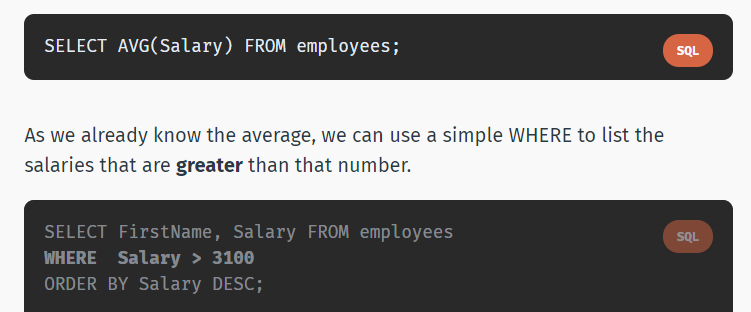 SELECT AVG(Salary) FROM employees;
SQL
As we already know the average, we can use a simple WHERE to list the
salaries that are greater than that number.
SELECT FirstName, Salary FROM employees
SQL
WHERE  Salary > 3100
ORDER BY Salary DESC;